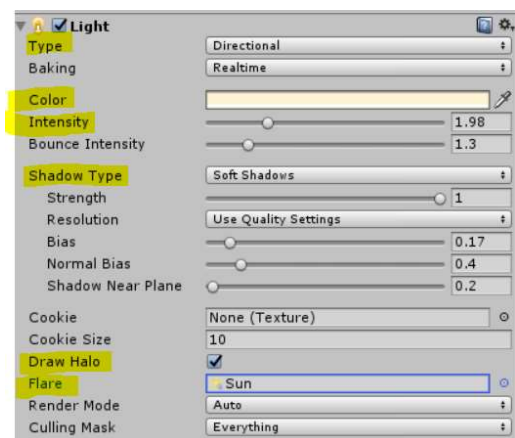 Light
Type Directional
Baking Realtime
Color
Intensity 1.98
Bounce Intensity 1.3
Shadow Type Soft Shadows
Strength 1
Resolution Use Quality Settings
Bias 0.17
Normal Bias 0.4
Shadow Near Plane 0.2
Cookie None (Texture)
Cookie Size 10
Draw Halo
Flare Sun
Render Mode Auto
Culling Mask Everything